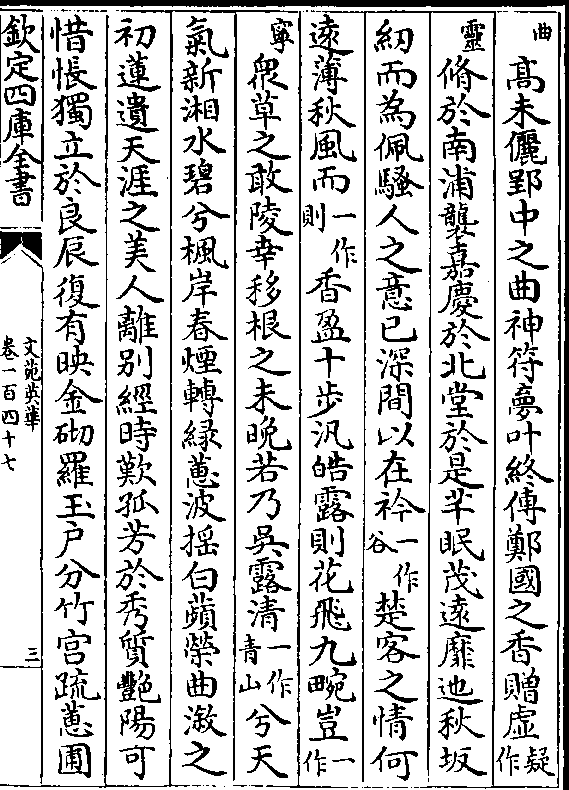 曲高未儷郢中之曲神符夢叶終傳鄭國之香贈虛疑作
靈脩於南浦襲嘉慶於北堂於是芊眠茂遠靡迆秋坂
紉而為佩騷人之意已深間以在衿一作谷楚客之情何
遠薄秋風而一作則香盈十步汎皓露則花飛九畹豈一作
寧衆草之敢陵幸移根之未晚若乃吳露清一作青山兮天
氣新湘水碧兮楓岸春煙轉緑蕙波揺白蘋榮曲漵之
初蓮遺天涯之美人離别經時歎孤芳於秀質艷陽可
惜悵獨立於良辰復有映金砌羅玉户分竹宫疏蕙圃
欽定四庫全書
文苑英華
卷一百四十七
三